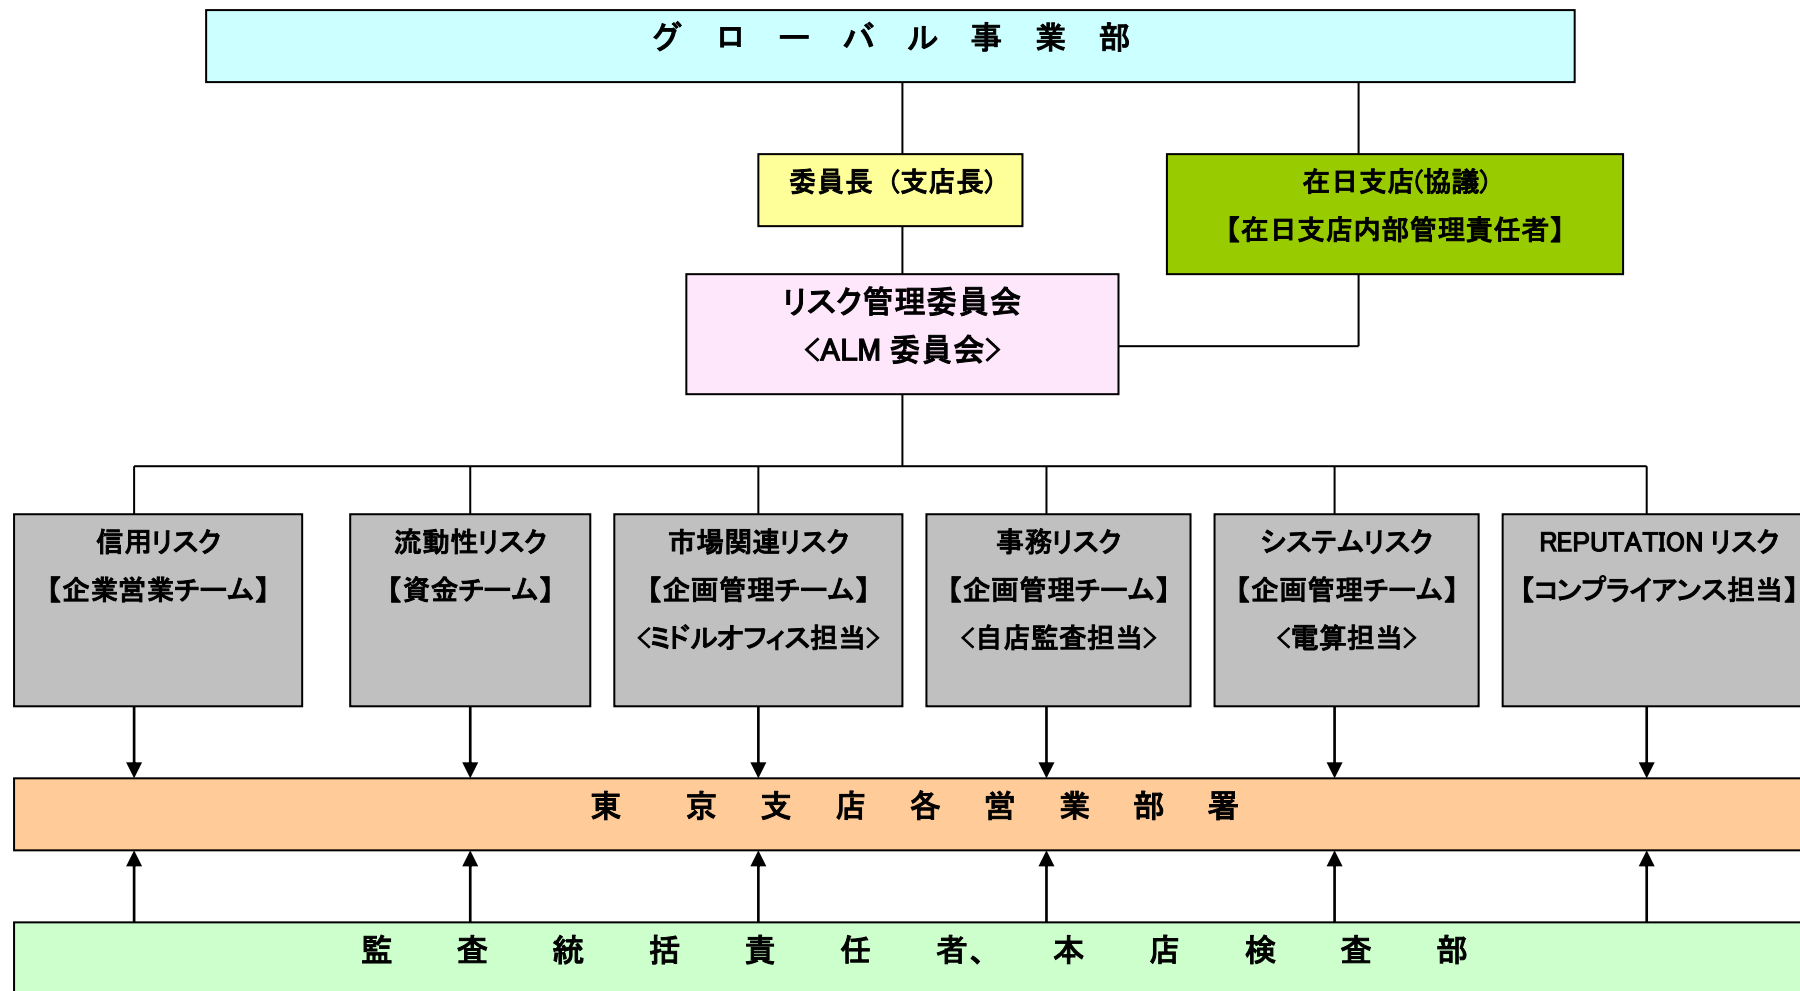 グローバル事業部
委員長（支店長）
在日支店(協議)
【在日支店内部管理責任者】
リスク管理委員会
<ALM 委員会>
信用リスク
【企業営業チーム】
流動性リスク
【資金チーム】
市場関連リスク
【企画管理チーム】
<ミドルオフィス担当>
事務リスク
【企画管理チーム】
<自店監査担当>
システムリスク
【企画管理チーム】
<電算担当>
REPUTATION リスク
【コンプライアンス担当】
東京支店各営業部署
監査統括責任者、本店検査部